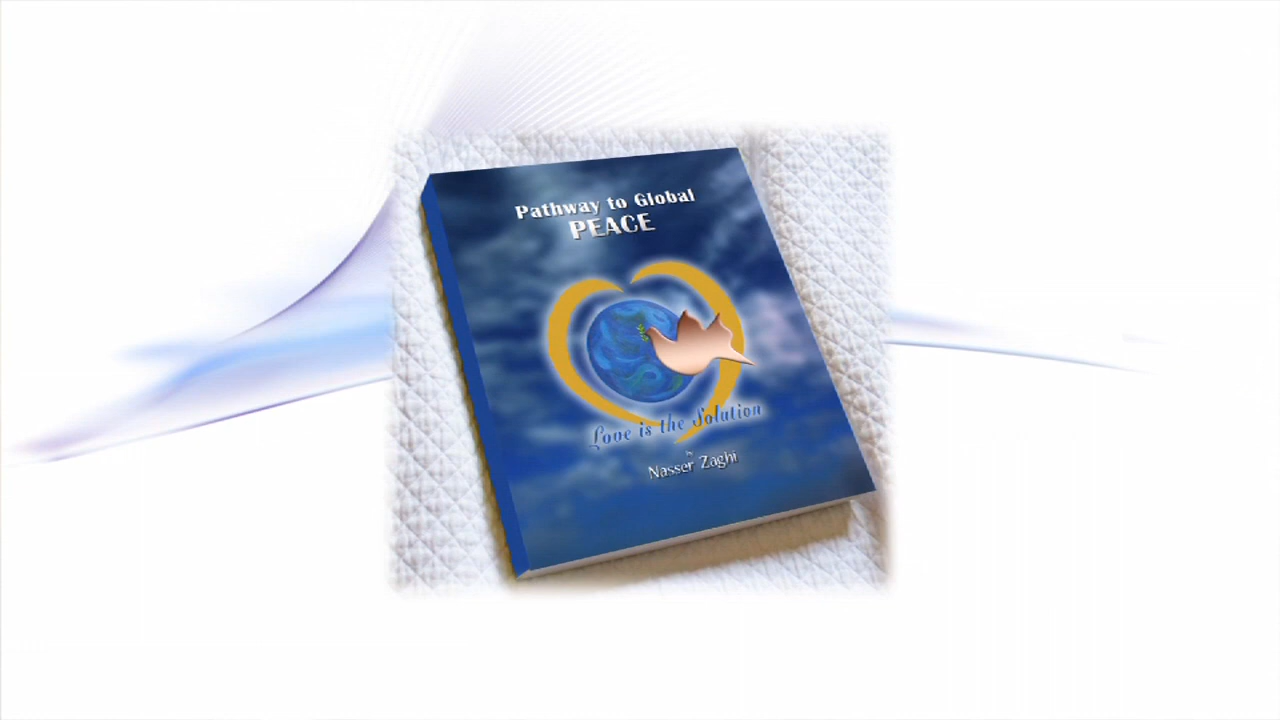 Pathway to Global
PEACE
Love is the Solution
by
Nasser Zaghi